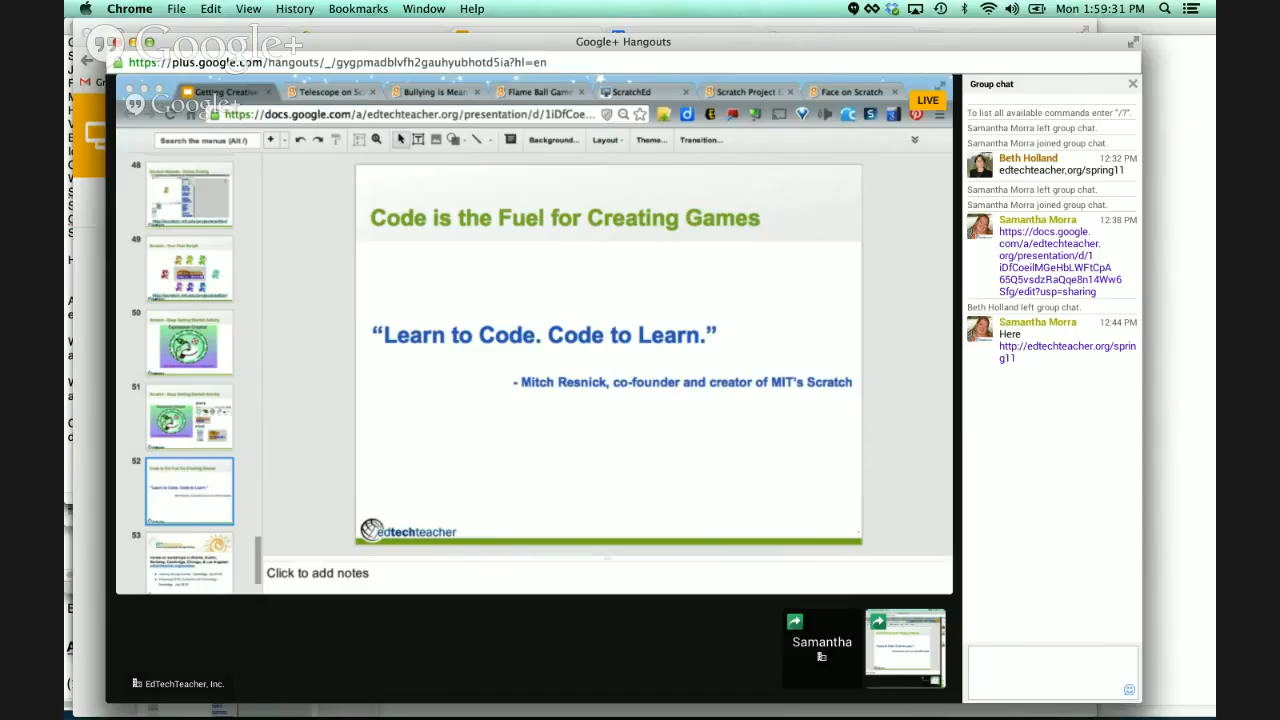 Chrome File Edit View History Bookmarks Window Help Mon 1:59:31 PM
Google+ Hangouts
Google+
https://plus.google.com/hangouts/_/gygpmadblvfh2gauhyubhotd5ia?hl=en
Getting Creative Telescope on Sc Bullying is Mean Flame Ball Game ScratchEd Scratch Project E Face on Scratch
Google+
LIVE
https://docs.google.com/a/edtechteacher.org/presentation/d/1iDfCoe...
Search the menus (Alt /) Background... Layout Theme... Transition...
48
49
50
51
52
53
Code is the Fuel for Creating Games
“Learn to Code. Code to Learn.”
- Mitch Resnick, co-founder and creator of MIT's Scratch
edtechteacher
Click to add notes
Samantha
EdTechTeacher, Inc.
Group chat
To list all available commands enter "/?".
Samantha Morra left group chat.
Samantha Morra joined group chat.
Beth Holland 12:32 PM
edtechteacher,org/spring11
Samantha Morra left group chat.
Samantha Morra joined group chat.
Samantha Morra 12:38 PM
https://docs.google.
com/a/edtechteacher.
org/presentation/d/1
iDfCoeilMGeHbLWFtCpA
65Q5vsdzRaQqe8n14Ww6
Sfg/edit?usp=sharing
Beth Holland left group chat.
Samantha Morra 12:44 PM
Here
http://edtechteacher.org/sprin
g11